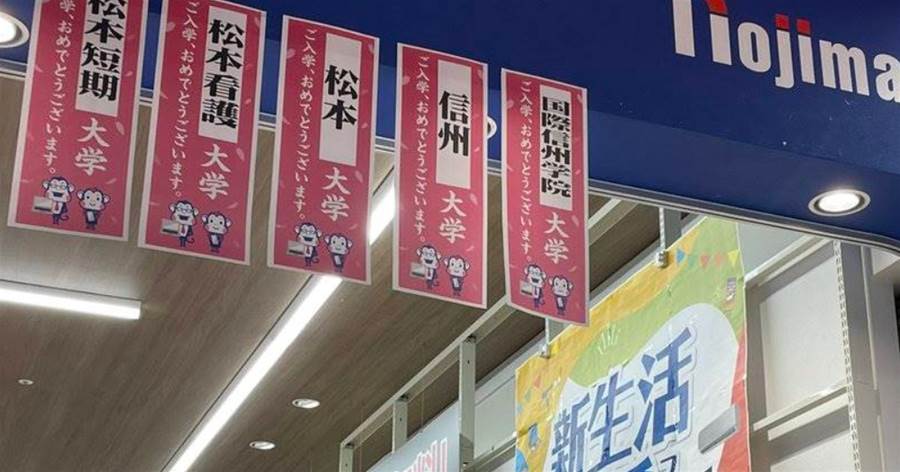 nojima
松本短期
大学
ご入学、おめでとうございます。
松本看護
大学
ご入学、おめでとうございます。
松本
大学
ご入学、おめでとうございます。
信州
大学
ご入学、おめでとうございます。
国際信州学院
大学
ご入学、おめでとうございます。
新生活